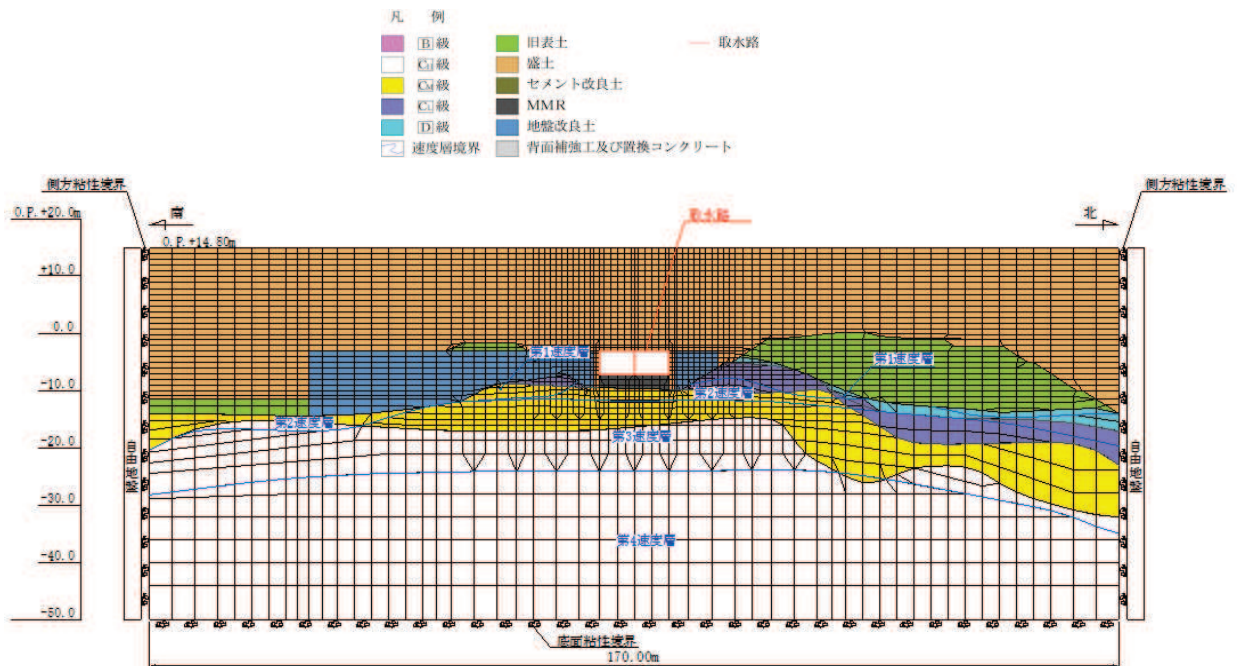 凡 例
B級
CH級
CM級
CL級
D級
速度層境界
旧表土
盛土
セメント改良土
MMR
地盤改良土
背面補強工及び置換コンクリート
取水路
側方粘性境界
側方粘性境界
O.P.+20.0m
南
取水路
北
O.P.+14.80m
+10.0
0.0
-10.0
-20.0
-30.0
-40.0
-50.0
第1速度層
第1速度層
第2速度層
第2速度層
第3速度層
第4速度層
隣港自由
隣港自由
底面粘性境界
170.00m